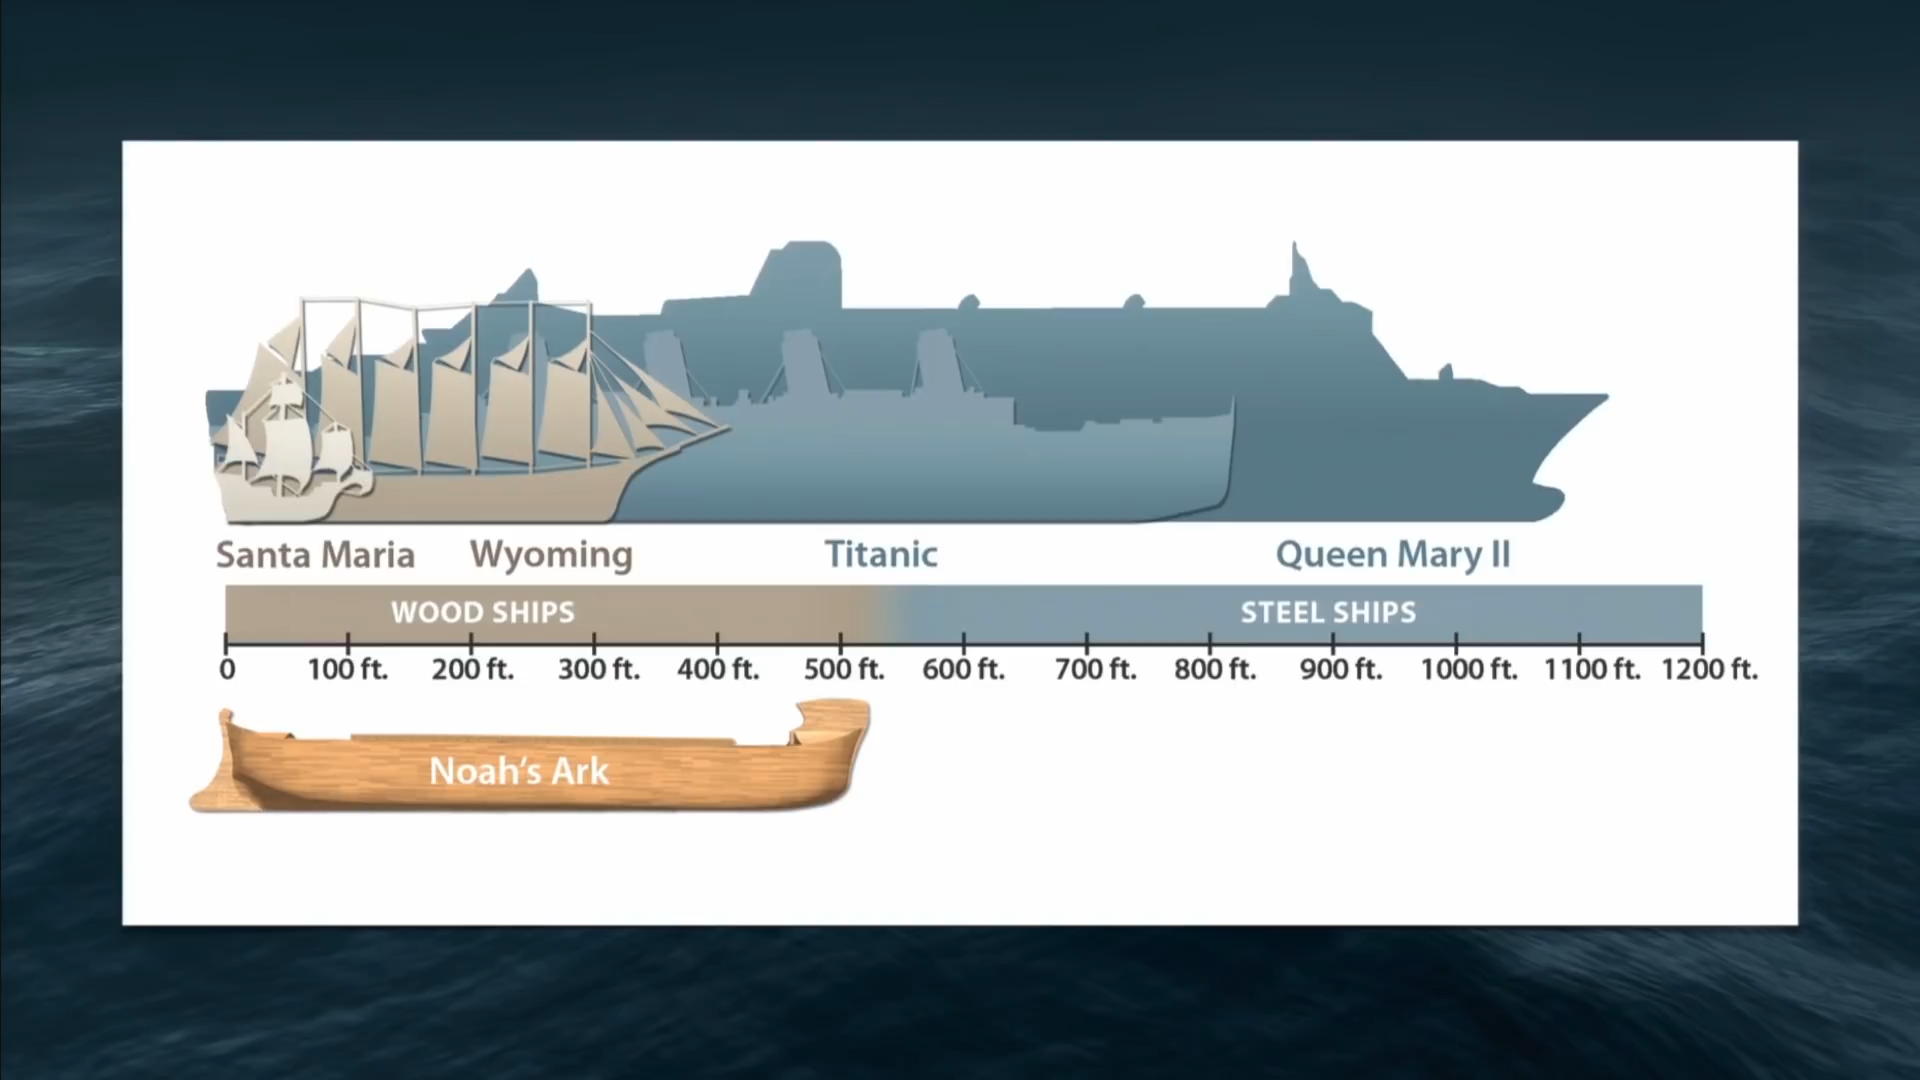 Santa Maria Wyoming Titanic Queen Mary II
WOOD SHIPS STEEL SHIPS
0 100 ft. 200 ft. 300 ft. 400 ft. 500 ft. 600 ft. 700 ft. 800 ft. 900 ft. 1000 ft. 1100 ft. 1200 ft.
Noah's Ark